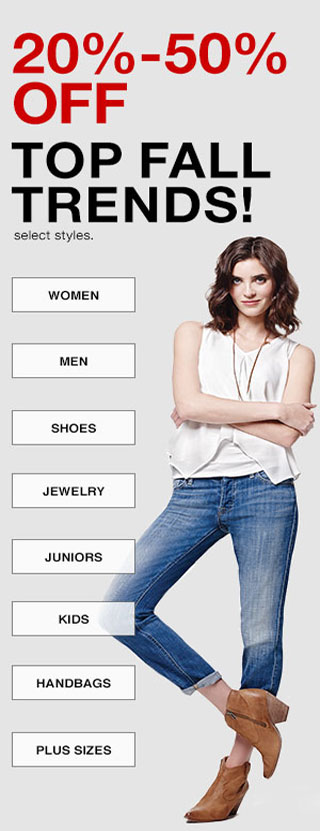 20%-50%
OFF
TOP FALL
TRENDS!
select styles.
WOMEN
MEN
SHOES
JEWELRY
JUNIORS
KIDS
HANDBAGS
PLUS SIZES